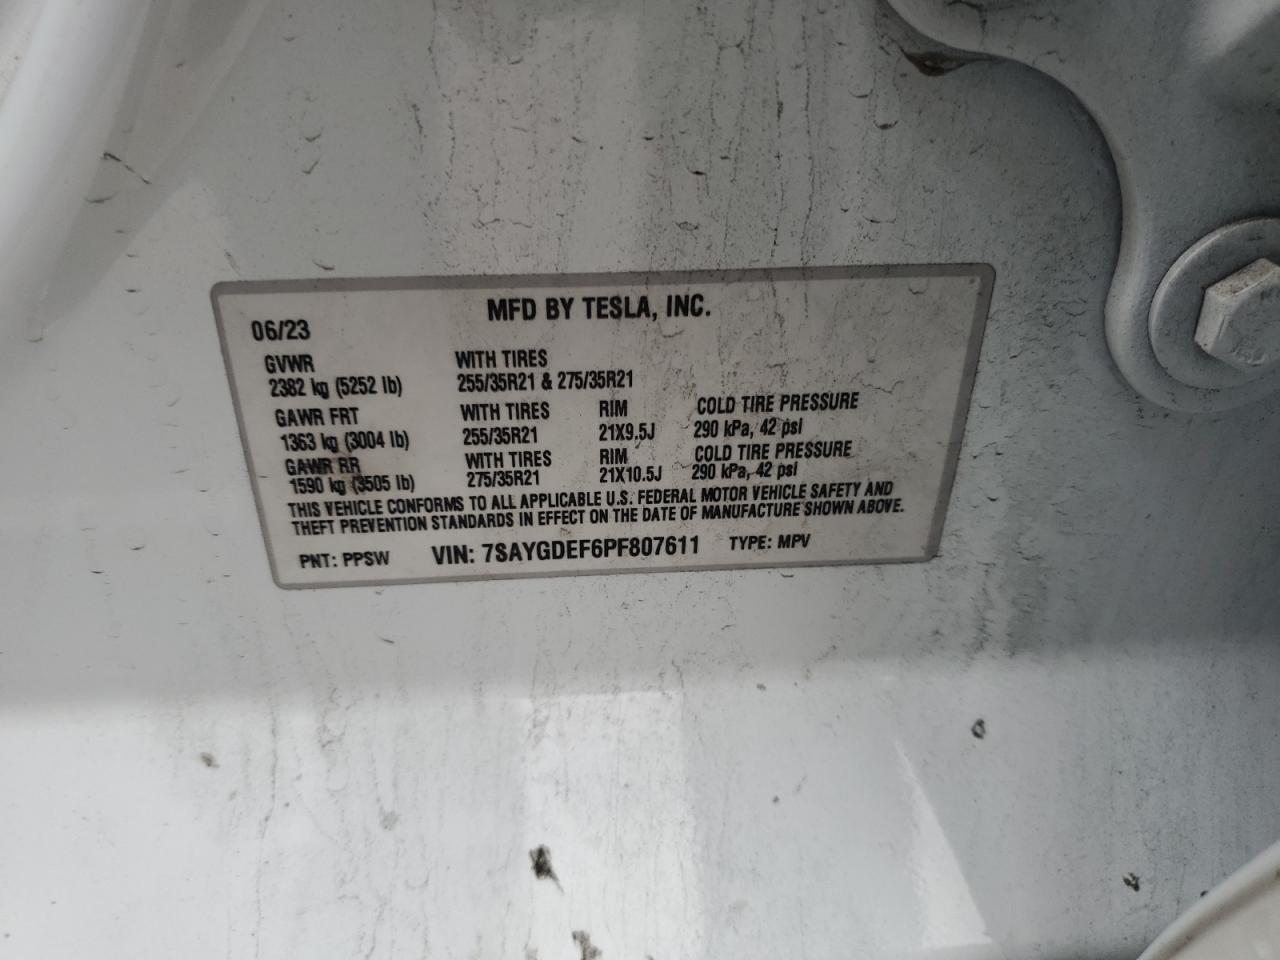 MFD BY TESLA, INC.
06/23
GVWR WITH TIRES
2382 kg (5252 lb) 255/35R21 & 275/35R21
GAWR FRT WITH TIRES RIM COLD TIRE PRESSURE
1363 kg (3004 lb) 255/35R21 21X9.5J 290 kPa, 42 psi
GAWR RR WITH TIRES RIM COLD TIRE PRESSURE
1590 kg (3505 lb) 275/35R21 21X10.5J 290 kPa, 42 psi
THIS VEHICLE CONFORMS TO ALL APPLICABLE U.S. FEDERAL MOTOR VEHICLE SAFETY AND
THEFT PREVENTION STANDARDS IN EFFECT ON THE DATE OF MANUFACTURE SHOWN ABOVE.
PNT: PPSW VIN: 7SAYGDEF6PF807611 TYPE: MPV